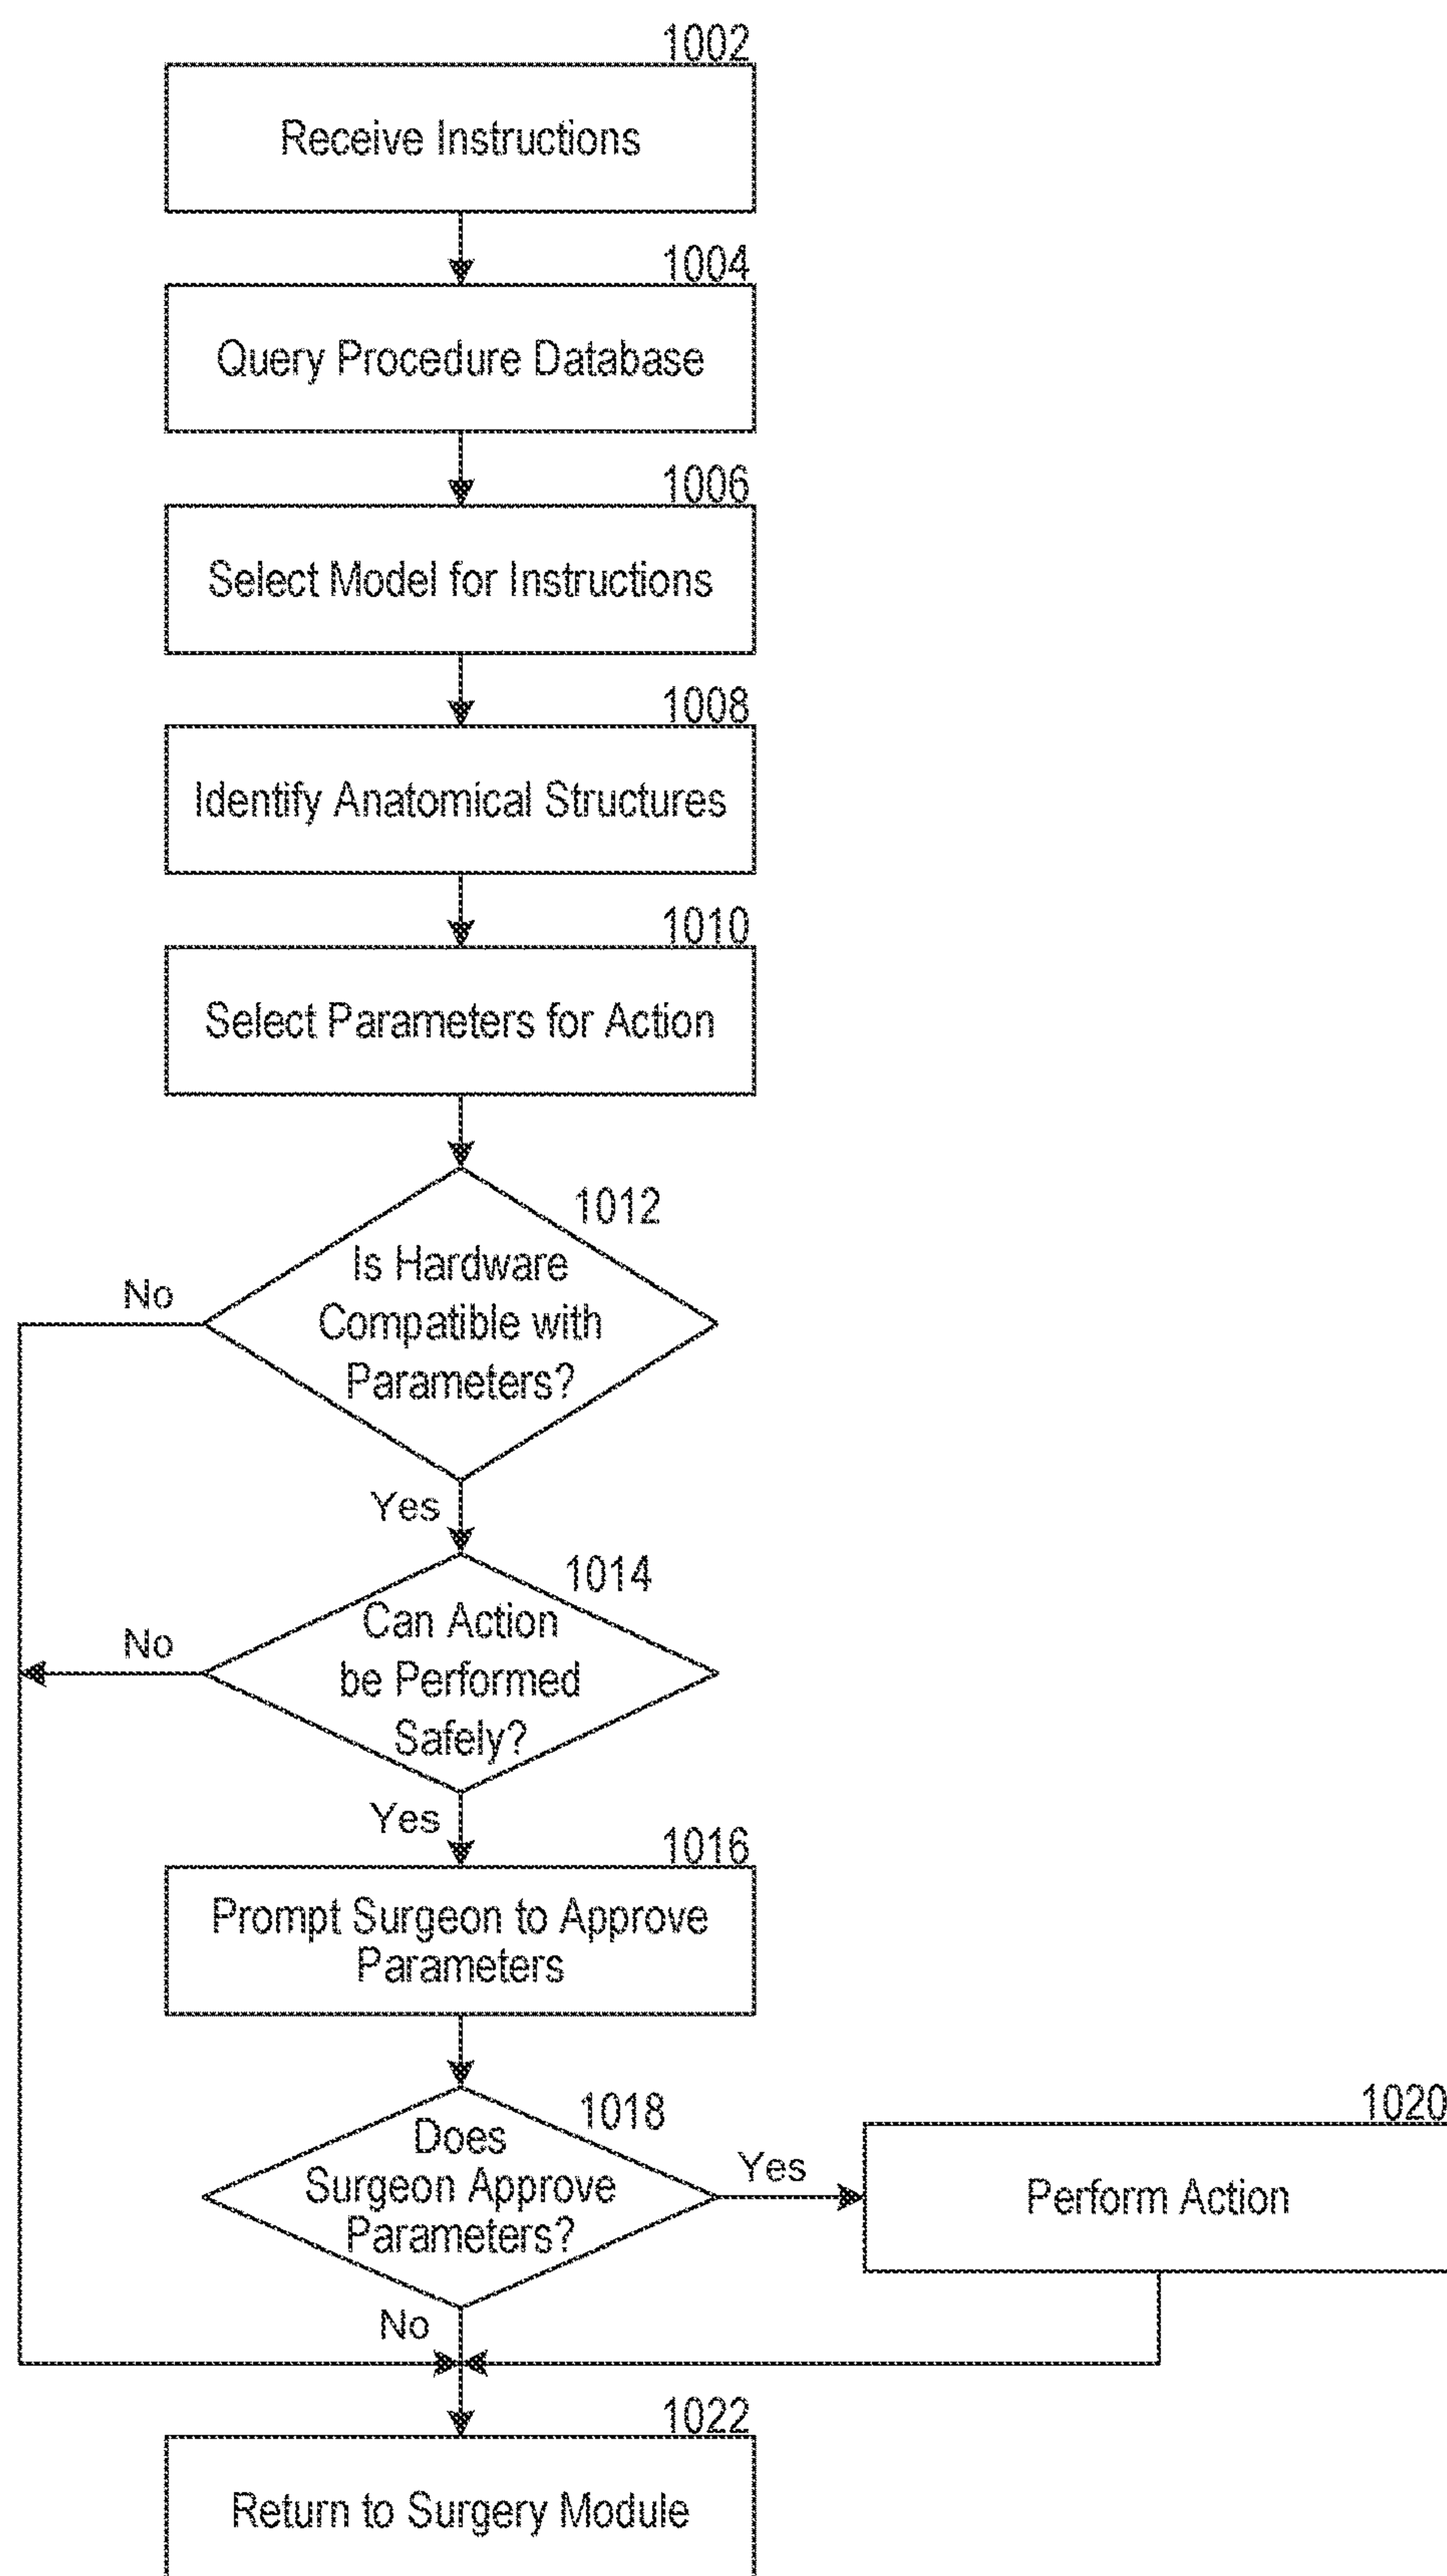 1002
Receive Instructions
1004
Query Procedure Database
1006
Select Model for Instructions
1008
Identify Anatomical Structures
1010
Select Parameters for Action
1012
Is Hardware
Compatible with
Parameters?
No
Yes
1014
Can Action
be Performed
Safely?
No
Yes
1016
Prompt Surgeon to Approve
Parameters
1018
Does
Surgeon Approve
Parameters?
Yes
1020
Perform Action
No
1022
Return to Surgery Module